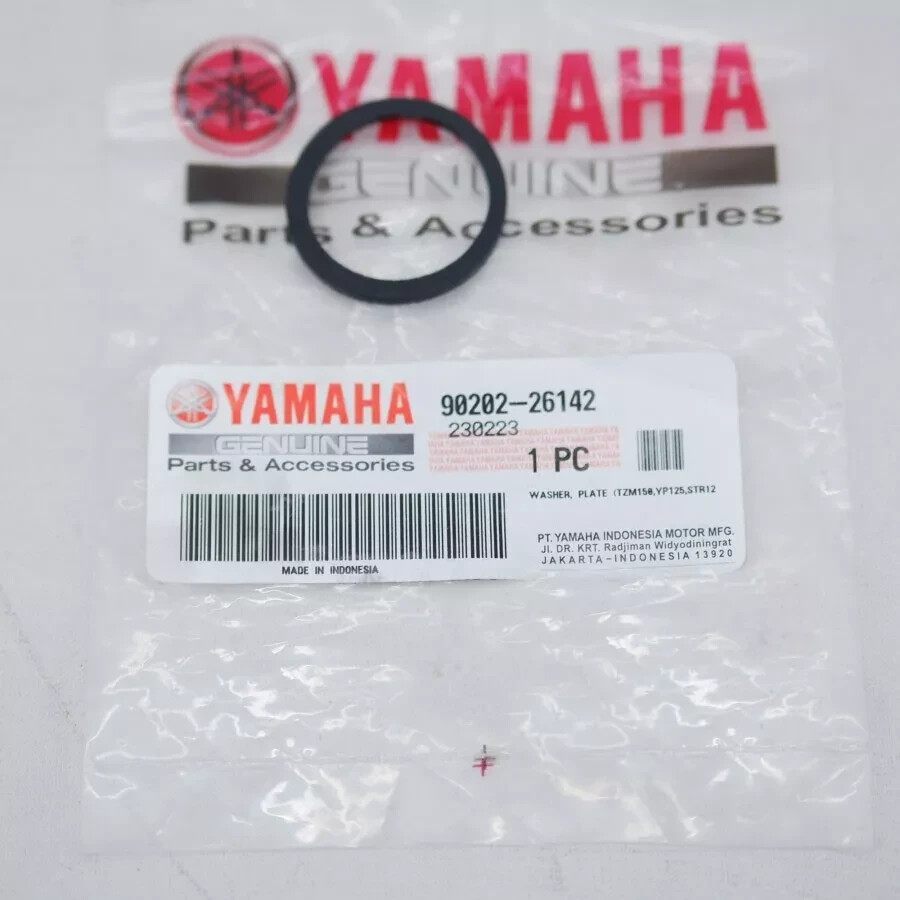 YAMAHA
GENUINE
Parts & Accessories
YAMAHA
GENUINE
Parts & Accessories
90202-26142
230223
1 PC
WASHER, PLATE (TZM150,YP125,STR12
MADE IN INDONESIA
PT. YAMAHA INDONESIA MOTOR MFG.
Jl. DR. KRT. Radjiman Widyodiningrat
JAKARTA-INDONESIA 13920